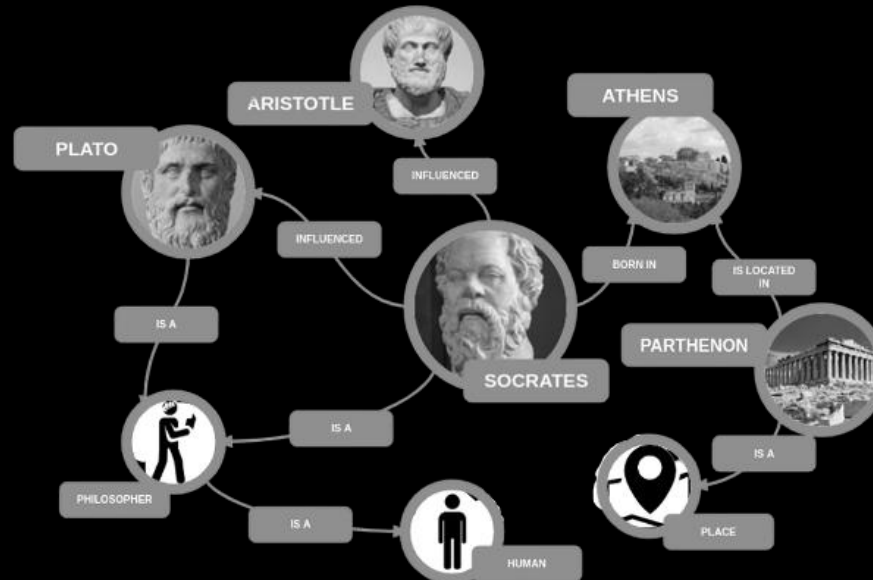 ARISTOTLE
ATHENS
PLATO
INFLUENCED
INFLUENCED
BORN IN
IS LOCATED
IN
IS A
PARTHENON
SOCRATES
IS A
IS A
PHILOSOPHER
IS A
PLACE
HUMAN